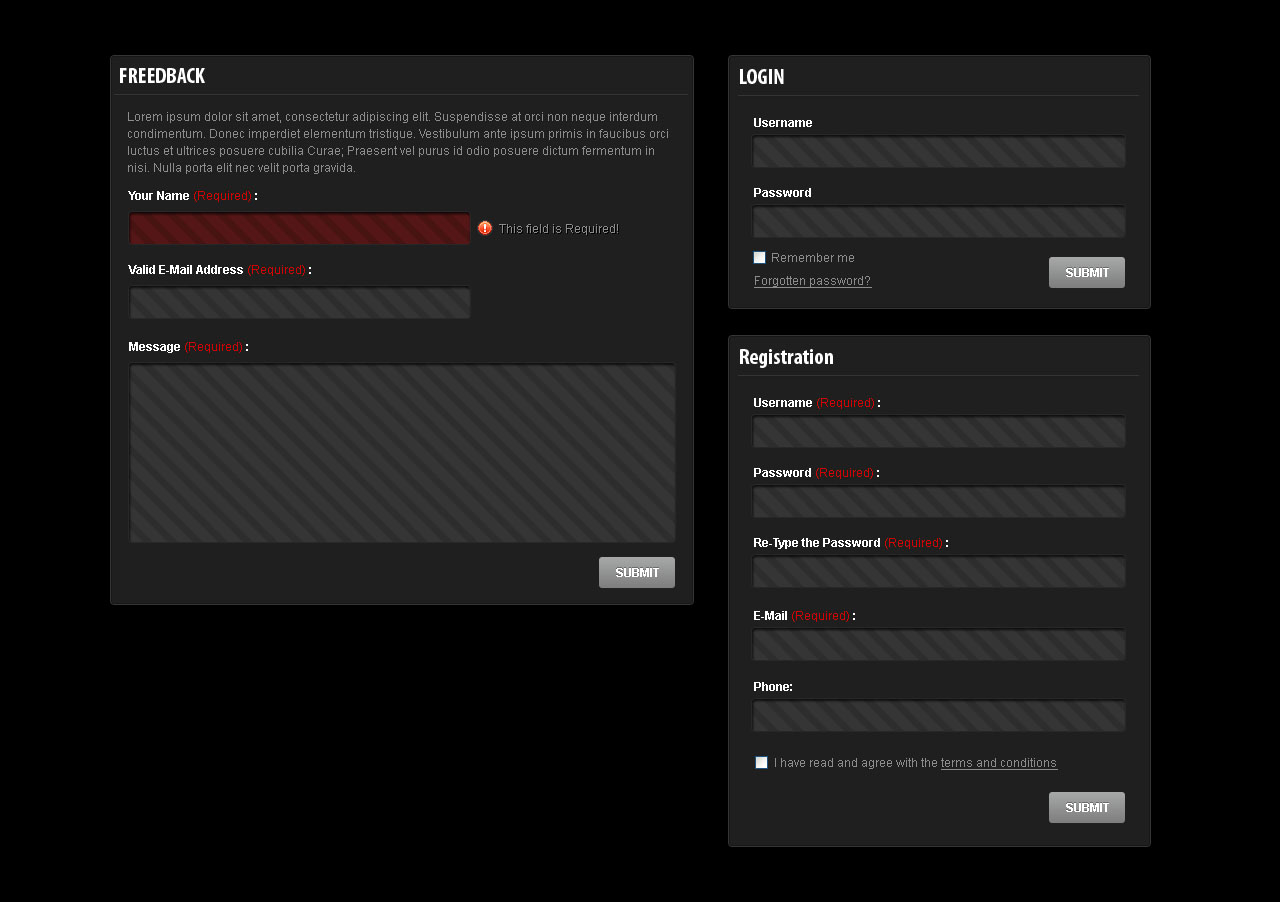 FREEDBACK
Lorem ipsum dolor sit amet, consectetur adipiscing elit. Suspendisse at orci non neque interdum
condimentum. Donec imperdiet elementum tristique. Vestibulum ante ipsum primis in faucibus orci
luctus et ultrices posuere cubilia Curae; Praesent vel purus id odio posuere dictum fermentum in
nisi. Nulla porta elit nec velit porta gravida.
Your Name (Required) :
This field is Required!
Valid E-Mail Address (Required) :
Message (Required) :
SUBMIT
LOGIN
Username
Password
Remember me
Forgotten password?
SUBMIT
Registration
Username (Required) :
Password (Required) :
Re-Type the Password (Required) :
E-Mail (Required) :
Phone:
I have read and agree with the terms and conditions
SUBMIT